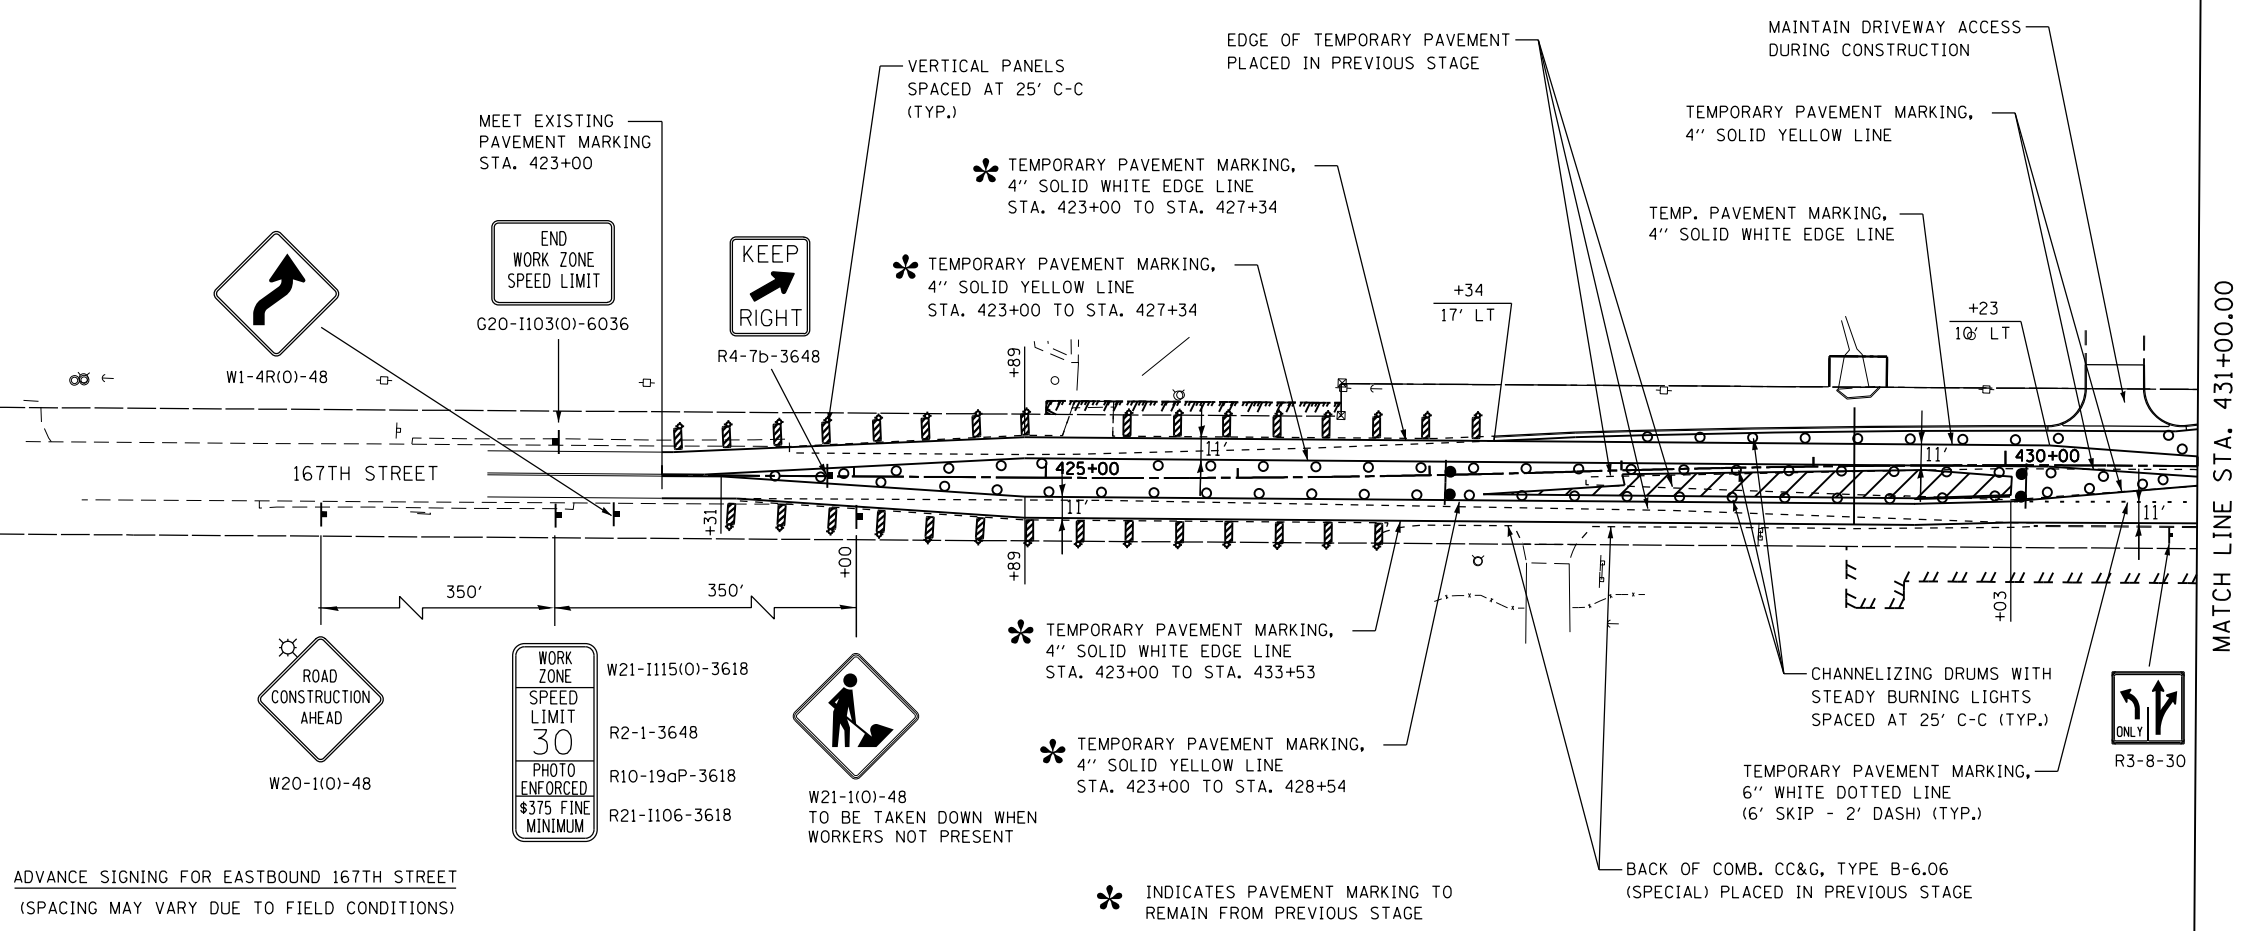 MAINTAIN DRIVEWAY ACCESS
DURING CONSTRUCTION
EDGE OF TEMPORARY PAVEMENT
PLACED IN PREVIOUS STAGE
VERTICAL PANELS
SPACED AT 25' C-C
(TYP.)
TEMPORARY PAVEMENT MARKING,
4'' SOLID YELLOW LINE
MEET EXISTING
PAVEMENT MARKING
STA. 423+00
* TEMPORARY PAVEMENT MARKING,
4'' SOLID WHITE EDGE LINE
STA. 423+00 TO STA. 427+34
TEMP. PAVEMENT MARKING,
4'' SOLID WHITE EDGE LINE
* TEMPORARY PAVEMENT MARKING,
4'' SOLID YELLOW LINE
STA. 423+00 TO STA. 427+34
END
WORK ZONE
SPEED LIMIT
G20-I103(O)-6036
KEEP
RIGHT
R4-7b-3648
W1-4R(O)-48
+34
17' LT
+23
LT
+89
11'
11'
11'
11'
167TH STREET
425+00
430+00
+31
+00
+89
+03
350'
350'
MATCH LINE STA. 431+00.00
ROAD
CONSTRUCTION
AHEAD
W20-1(O)-48
WORK
ZONE
SPEED
LIMIT
30
PHOTO
ENFORCED
$375 FINE
MINIMUM
W21-I115(O)-3618
R2-1-3648
R10-19aP-3618
R21-I106-3618
W21-1(O)-48
TO BE TAKEN DOWN WHEN
WORKERS NOT PRESENT
* TEMPORARY PAVEMENT MARKING,
4'' SOLID WHITE EDGE LINE
STA. 423+00 TO STA. 433+53
* TEMPORARY PAVEMENT MARKING,
4'' SOLID YELLOW LINE
STA. 423+00 TO STA. 428+54
CHANNELIZING DRUMS WITH
STEADY BURNING LIGHTS
SPACED AT 25' C-C (TYP.)
ONLY
R3-8-30
TEMPORARY PAVEMENT MARKING,
6'' WHITE DOTTED LINE
(6' SKIP - 2' DASH) (TYP.)
BACK OF COMB. CC&G, TYPE B-6.06
(SPECIAL) PLACED IN PREVIOUS STAGE
ADVANCE SIGNING FOR EASTBOUND 167TH STREET
(SPACING MAY VARY DUE TO FIELD CONDITIONS)
* INDICATES PAVEMENT MARKING TO
REMAIN FROM PREVIOUS STAGE